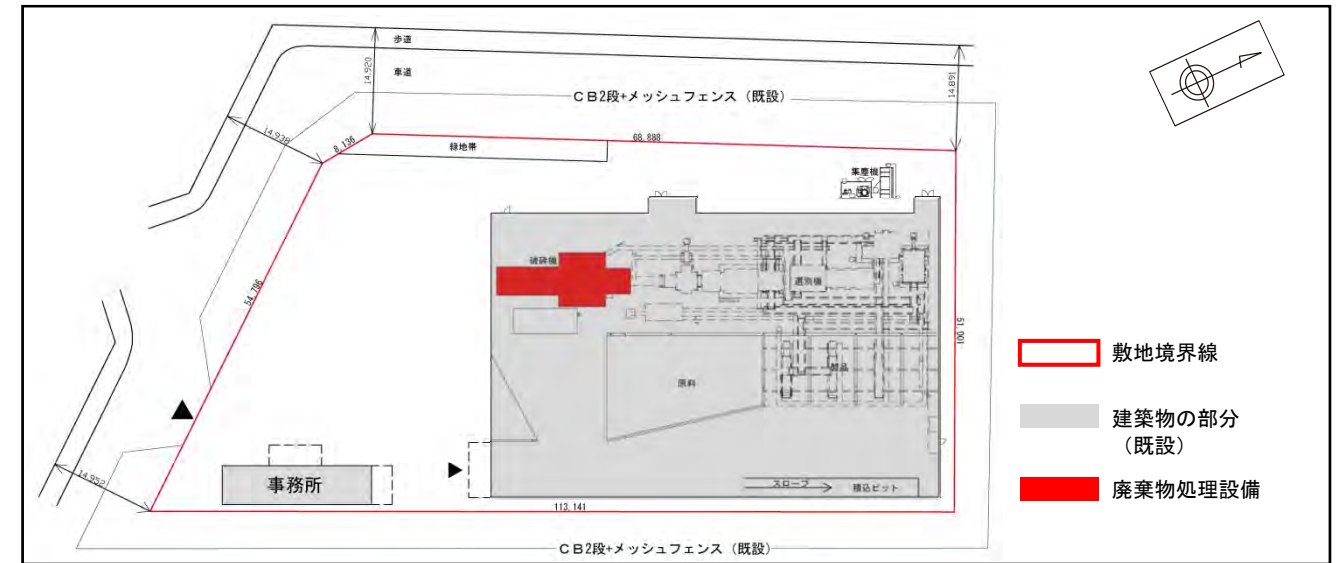 歩道
車道
14.920
14.891
CB2段+メッシュフェンス（既設）
14.938
8.136
68.888
緑地帯
集塵機
破砕機
選別機
54.786
51.001
原料
製品
敷地境界線
建築物の部分
（既設）
廃棄物処理設備
14.952
事務所
スロープ
積込ピット
113.141
CB2段+メッシュフェンス（既設）